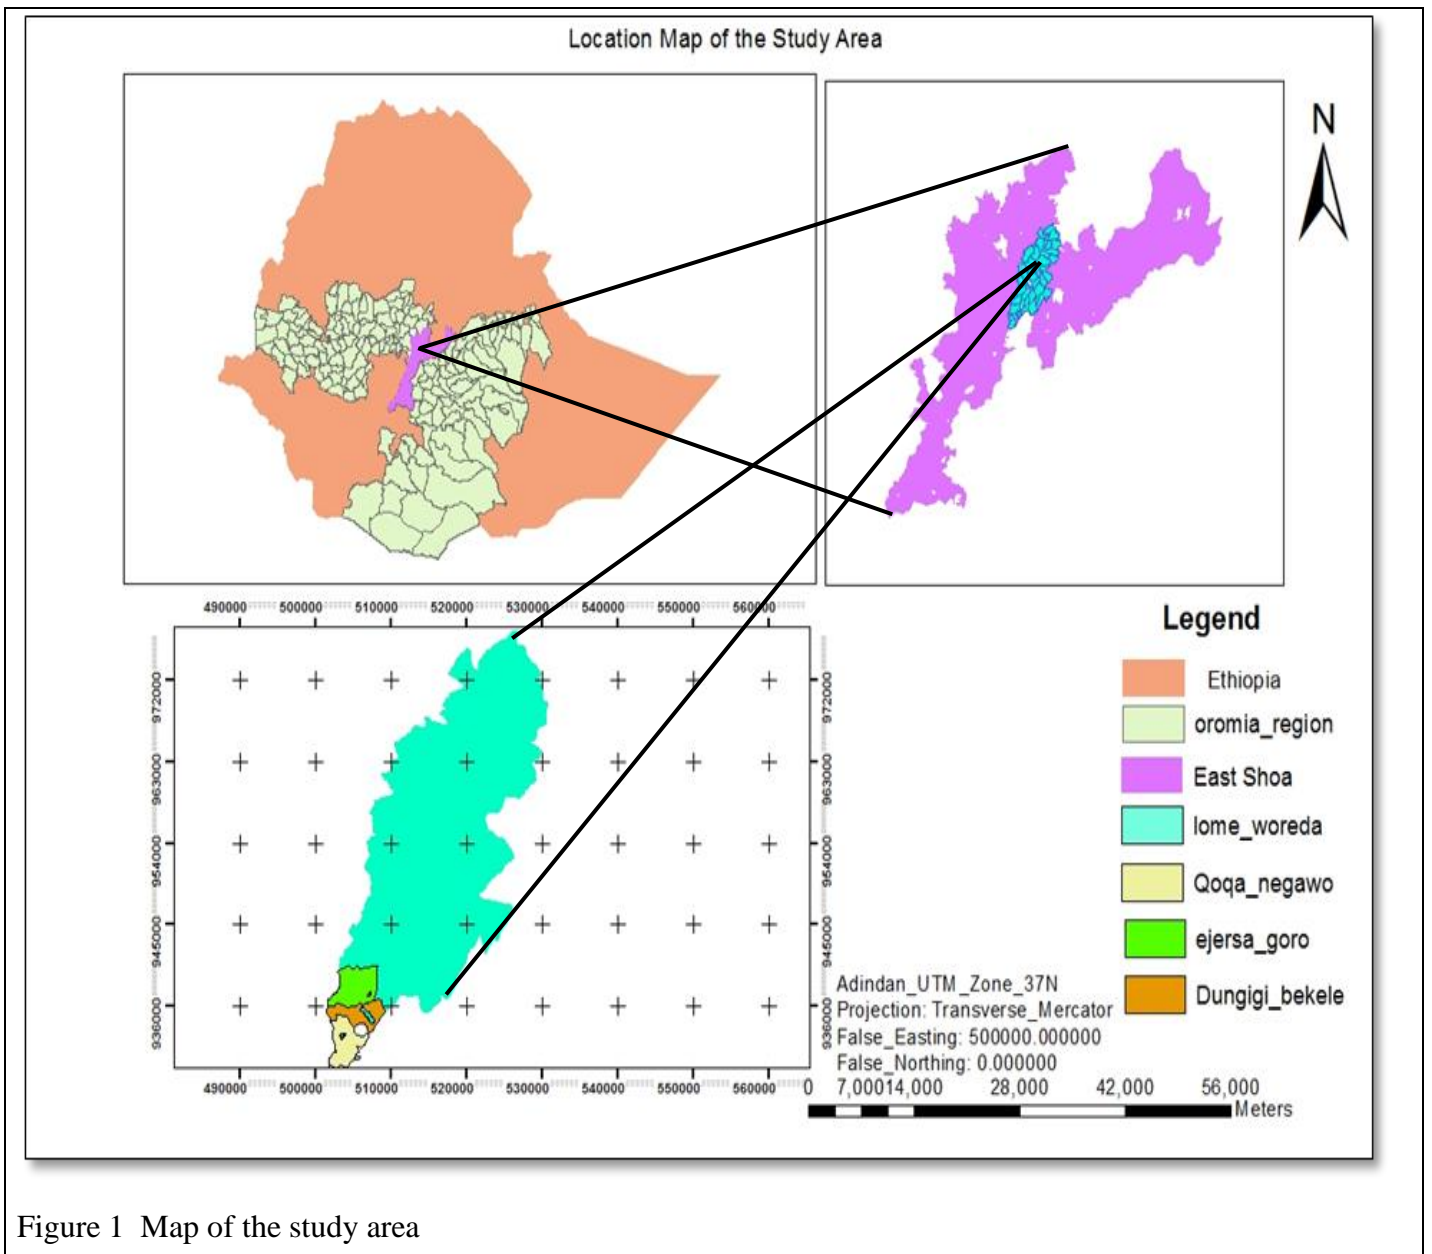 Location Map of the Study Area
N
490000 500000 510000 520000 530000 540000 550000 560000
972000 972000
963000 963000
954000 954000
945000 945000
936000 936000
490000 500000 510000 520000 530000 540000 550000 560000
Legend
Ethiopia
oromia_region
East Shoa
lome_woreda
Qoqa_negawo
ejersa_goro
Dungigi_bekele
Adindan_UTM_Zone_37N
Projection: Transverse_Mercator
False_Easting: 500000.000000
False_Northing: 0.000000
0 7,00014,000 28,000 42,000 56,000
Meters
Figure 1 Map of the study area